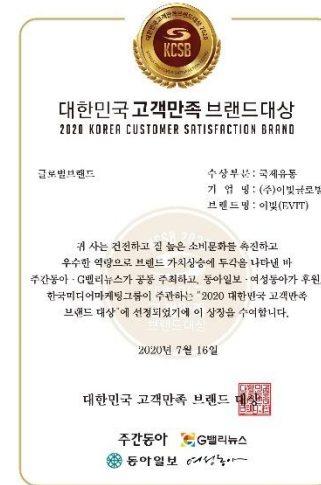 KCSB
대한민국 고객만족 브랜드대상
2020 KOREA CUSTOMER SATISFACTION BRAND
글로벌브랜드
수상부문 : 국제유통
기 업 명 : (주)이빛글로벌
브랜드명 : 이빛(EVIT)
귀 사는 건전하고 질 높은 소비문화를 촉진하고
우수한 역량으로 브랜드 가치상승에 두각을 나타낸 바
주간동아 · G밸리뉴스가 공동 주최하고, 동아일보 · 여성동아가 후원,
한국미디어마케팅그룹이 주관하는 "2020 대한민국 고객만족
브랜드 대상"에 선정되었기에 이 상장을 수여합니다.
2020년 7월 16일
대한민국 고객만족 브랜드 대상
주간동아 G밸리뉴스
동아일보 여성동아